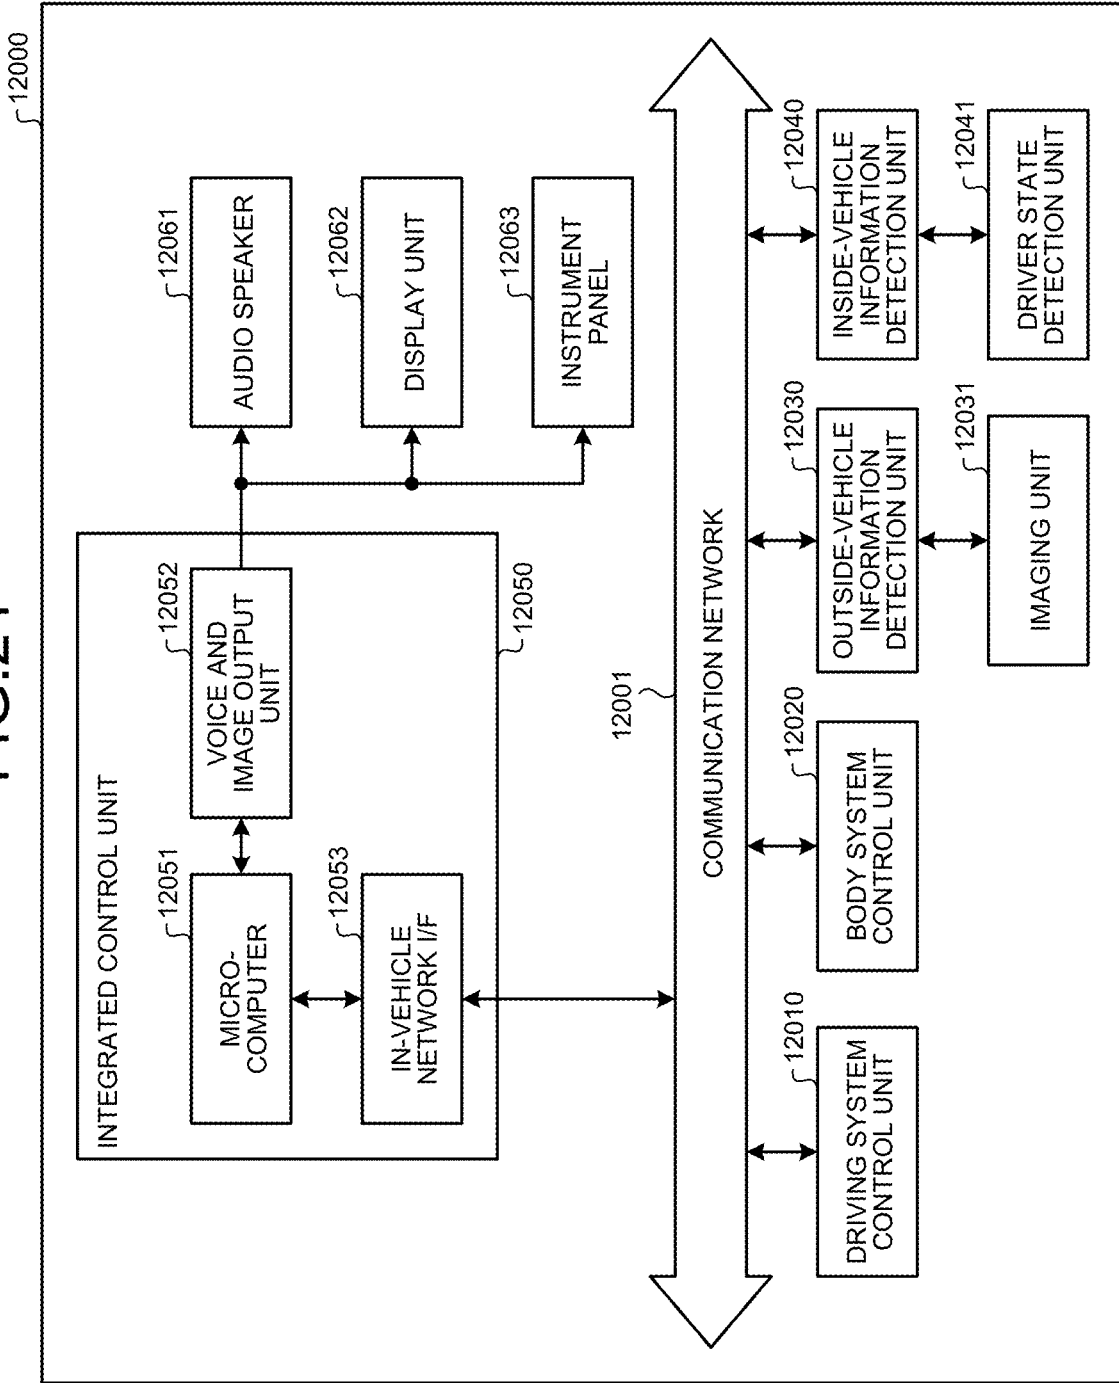 12000
INTEGRATED CONTROL UNIT
12051
MICRO-
COMPUTER
12052
VOICE AND
IMAGE OUTPUT
UNIT
12053
IN-VEHICLE
NETWORK I/F
12050
12061
AUDIO SPEAKER
12062
DISPLAY UNIT
12063
INSTRUMENT
PANEL
12001
COMMUNICATION NETWORK
12010
DRIVING SYSTEM
CONTROL UNIT
12020
BODY SYSTEM
CONTROL UNIT
12030
OUTSIDE-VEHICLE
INFORMATION
DETECTION UNIT
12040
INSIDE-VEHICLE
INFORMATION
DETECTION UNIT
12031
IMAGING UNIT
12041
DRIVER STATE
DETECTION UNIT